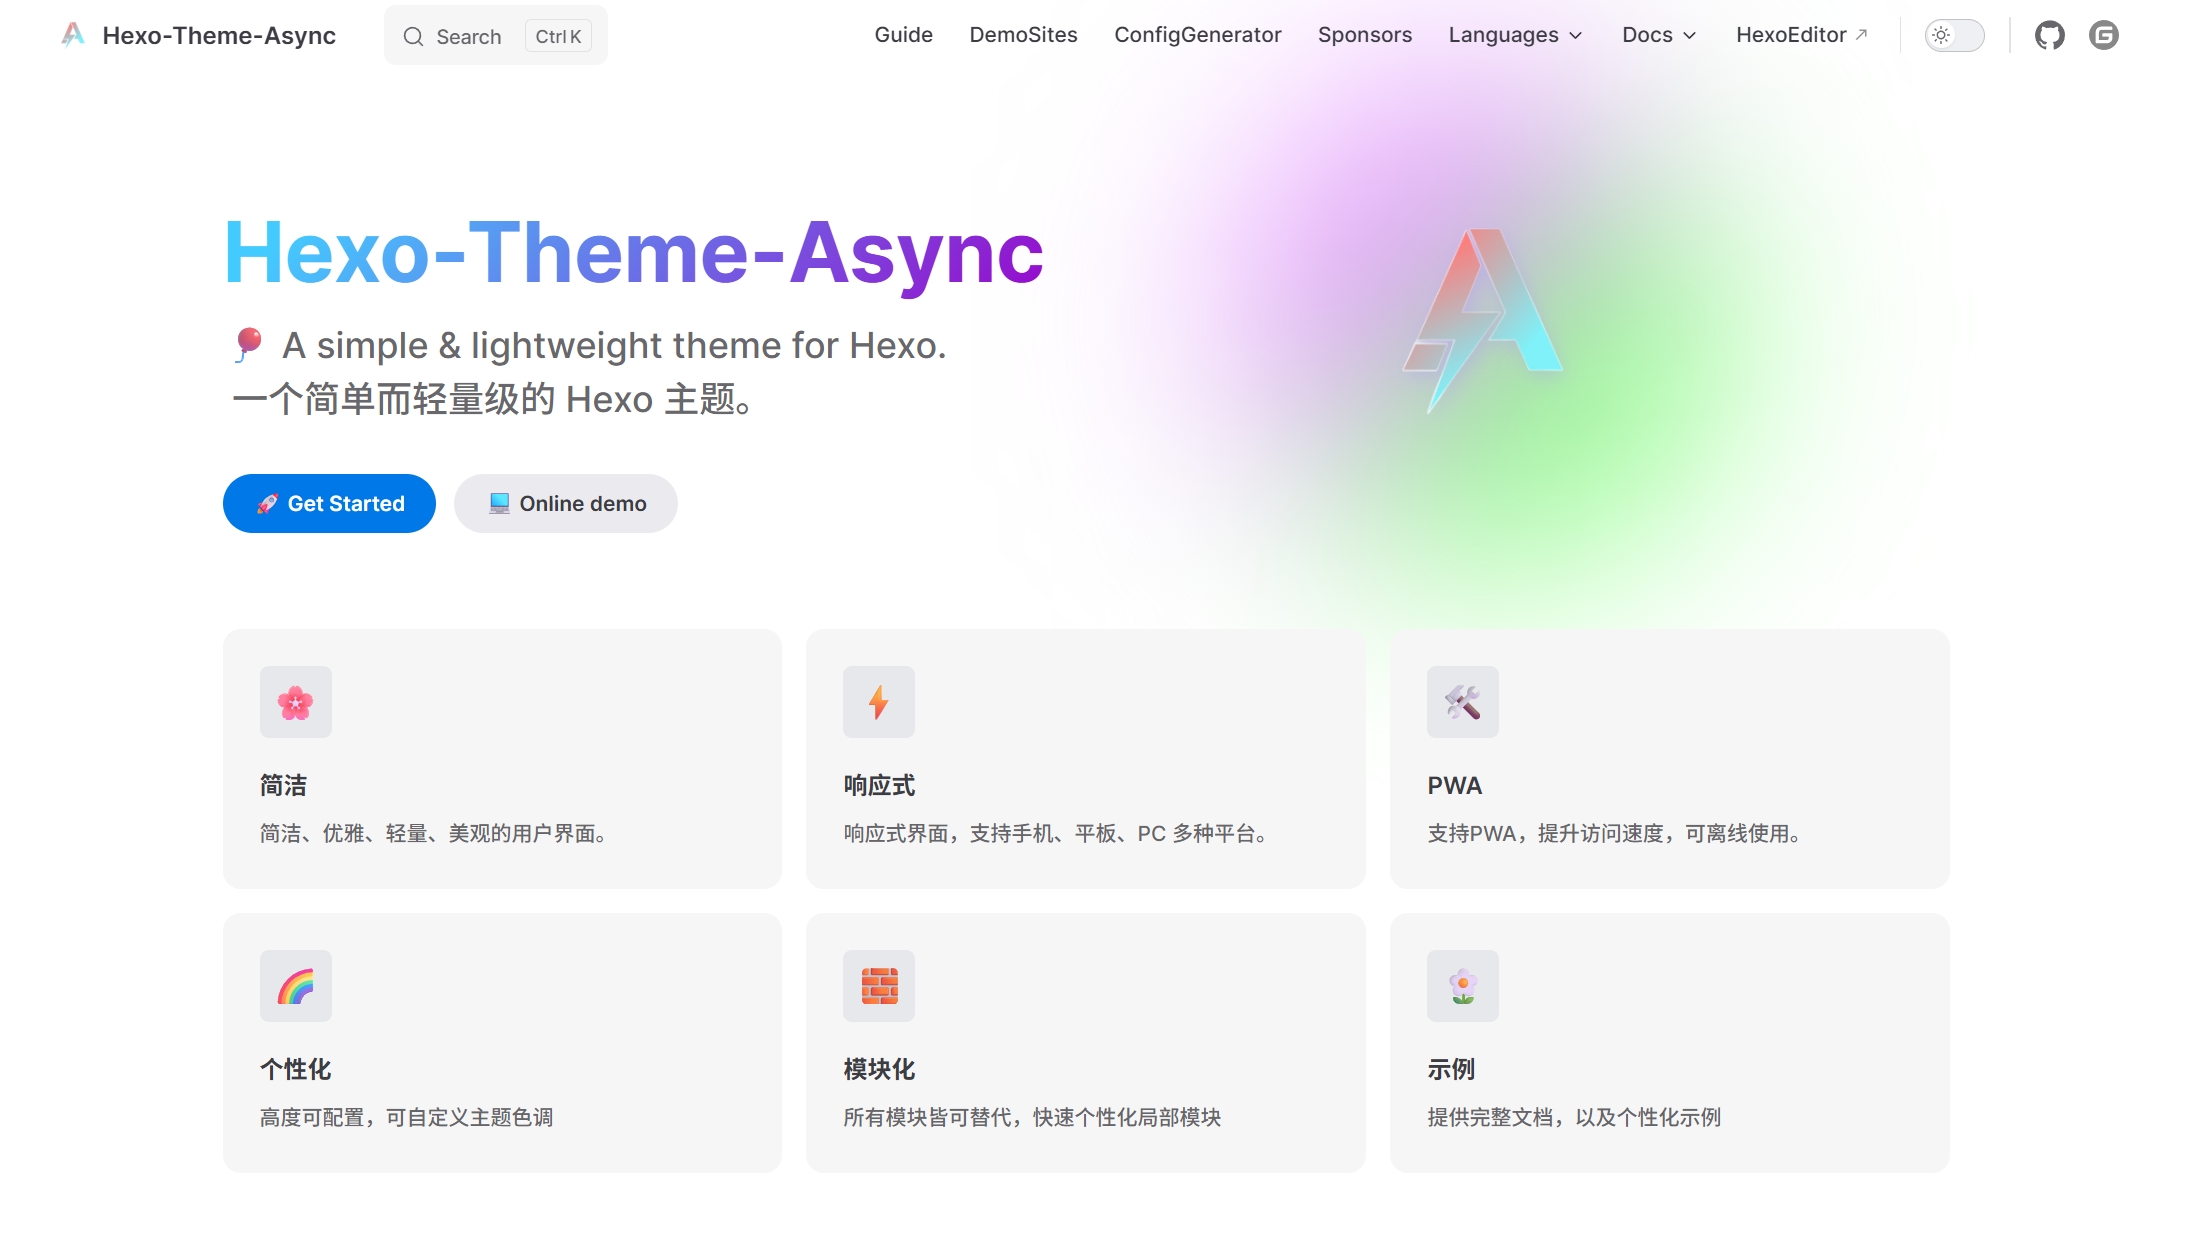 Hexo-Theme-Async
Search Ctrl K
Guide DemoSites ConfigGenerator Sponsors Languages Docs HexoEditor
Hexo-Theme-Async
🎈 A simple & lightweight theme for Hexo.
一个简单而轻量级的 Hexo 主题。
🚀 Get Started
💻 Online demo
简洁
简洁、优雅、轻量、美观的用户界面。
响应式
响应式界面，支持手机、平板、PC 多种平台。
PWA
支持PWA，提升访问速度，可离线使用。
个性化
高度可配置，可自定义主题色调
模块化
所有模块皆可替代，快速个性化局部模块
示例
提供完整文档，以及个性化示例